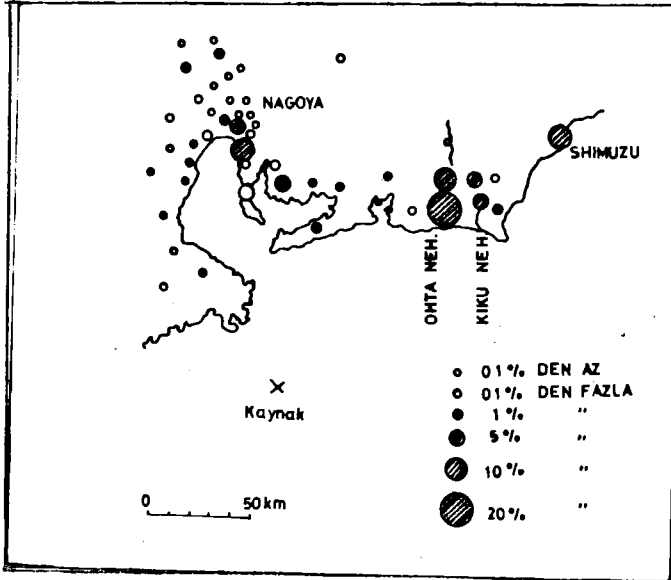 NAGOYA
SHIMUZU
OHTA NEH.
KIKU NEH
Kaynak
0 50km
01% DEN AZ
01% DEN FAZLA
1% "
5% "
10% "
20% "